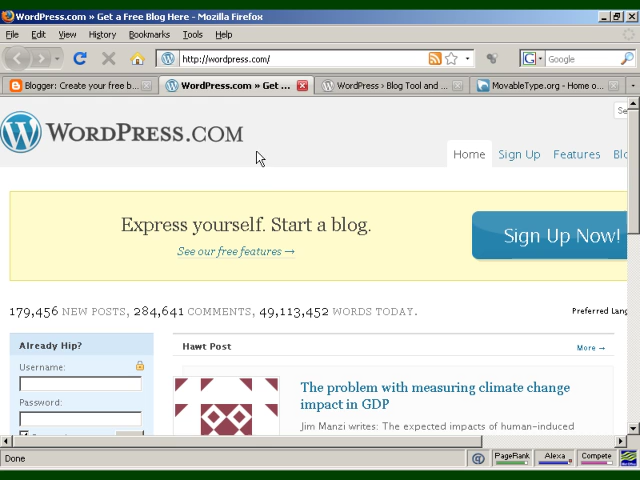 WordPress.com » Get a Free Blog Here - Mozilla Firefox
File Edit View History Bookmarks Tools Help
http://wordpress.com/
G Google
Blogger: Create your free b...
WordPress.com » Get ...
WordPress › Blog Tool and ...
MovableType.org - Home o...
WORDPRESS.COM
Se
Home Sign Up Features Blo
Express yourself. Start a blog.
See our free features →
Sign Up Now!
179,456 NEW POSTS, 284,641 COMMENTS, 49,113,452 WORDS TODAY.
Preferred Lang
Already Hip?
Username:
Password:
Hawt Post
More →
The problem with measuring climate change
impact in GDP
Jim Manzi writes: The expected impacts of human-induced
Done
PageRank
Alexa
Compete